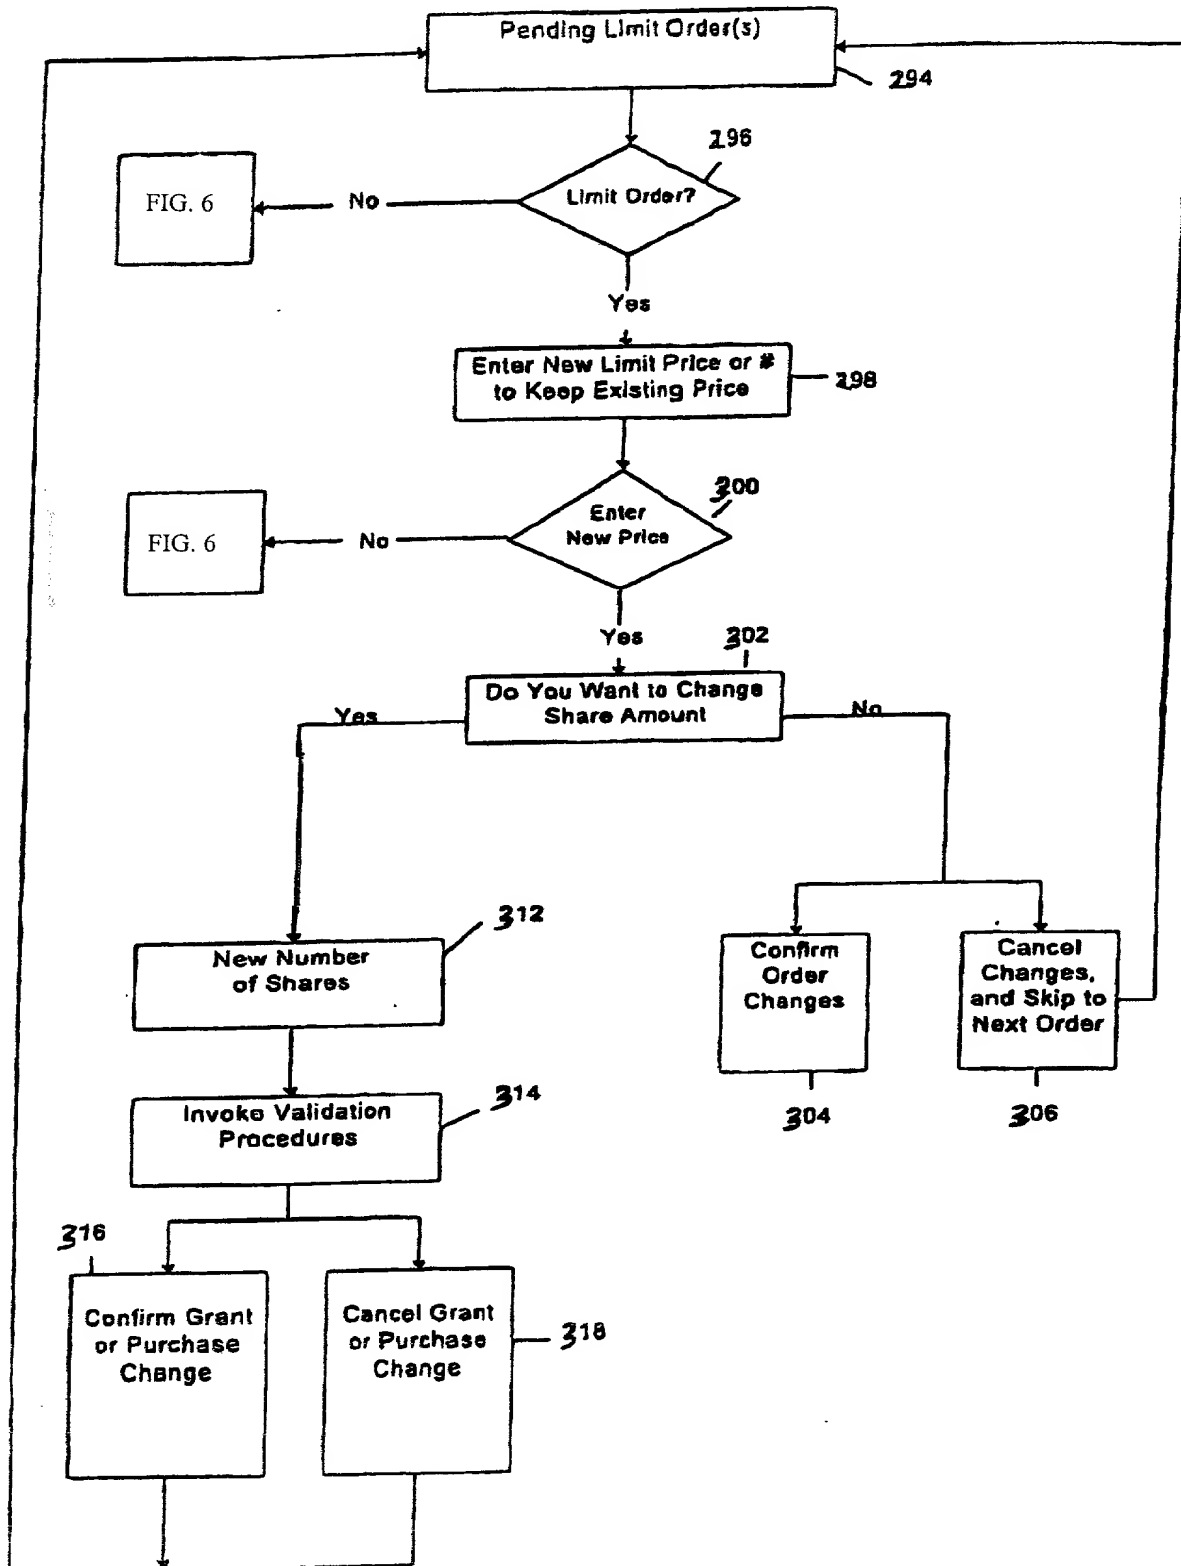 Pending Limit Order(s)
294
296
Limit Order?
No
FIG. 6
Yes
Enter New Limit Price or #
to Keep Existing Price
298
300
Enter
New Price
No
FIG. 6
Yes
302
Do You Want to Change
Share Amount
Yes
No
312
New Number
of Shares
Confirm
Order
Changes
Cancel
Changes,
and Skip to
Next Order
304
306
314
Invoke Validation
Procedures
316
Confirm Grant
or Purchase
Change
Cancel Grant
or Purchase
Change
318